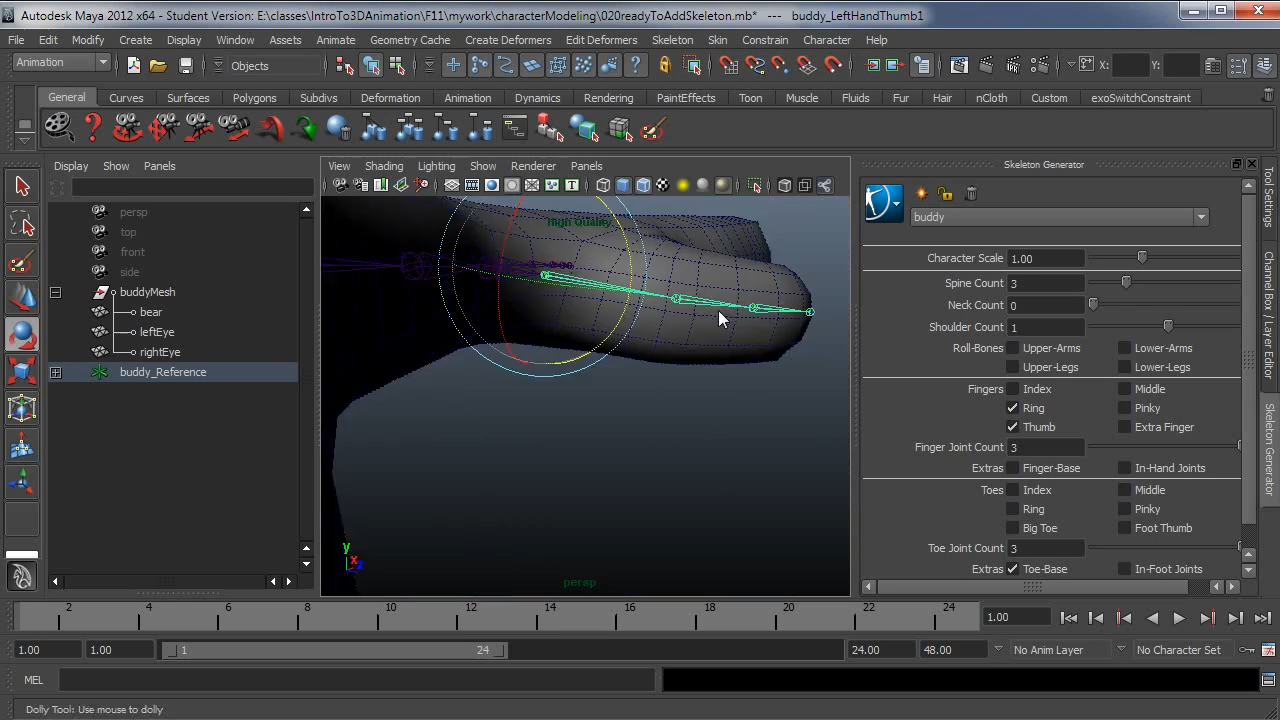 Autodesk Maya 2012 x64 - Student Version: E:\classes\IntroTo3DAnimation\F11\mywork\characterModeling\020readyToAddSkeleton.mb* --- buddy_LeftHandThumb1
File Edit Modify Create Display Window Assets Animate Geometry Cache Create Deformers Edit Deformers Skeleton Skin Constrain Character Help
Animation Objects X: Y:
General Curves Surfaces Polygons Subdivs Deformation Animation Dynamics Rendering PaintEffects Toon Muscle Fluids Fur Hair nCloth Custom exoSwitchConstraint
Display Show Panels
View Shading Lighting Show Renderer Panels
Skeleton Generator
persp
top
front
side
buddyMesh
bear
leftEye
rightEye
buddy_Reference
High Quality
persp
y
x
z
buddy
Character Scale 1.00
Spine Count 3
Neck Count 0
Shoulder Count 1
Roll-Bones Upper-Arms Lower-Arms
Upper-Legs Lower-Legs
Fingers Index Middle
Ring Pinky
Thumb Extra Finger
Finger Joint Count 3
Extras Finger-Base In-Hand Joints
Toes Index Middle
Ring Pinky
Big Toe Foot Thumb
Toe Joint Count 3
Extras Toe-Base In-Foot Joints
Tool Settings
Channel Box / Layer Editor
Skeleton Generator
2 4 6 8 10 12 14 16 18 20 22 24
1.00
1.00 1.00 1 24 24.00 48.00 No Anim Layer No Character Set
MEL
Dolly Tool: Use mouse to dolly